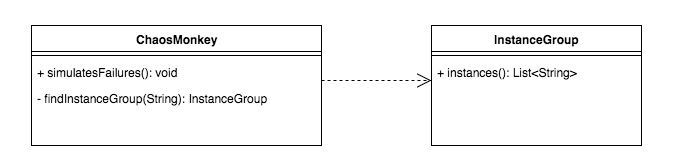 ChaosMonkey
+ simulatesFailures(): void
- findInstanceGroup(String): InstanceGroup
InstanceGroup
+ instances(): List<String>